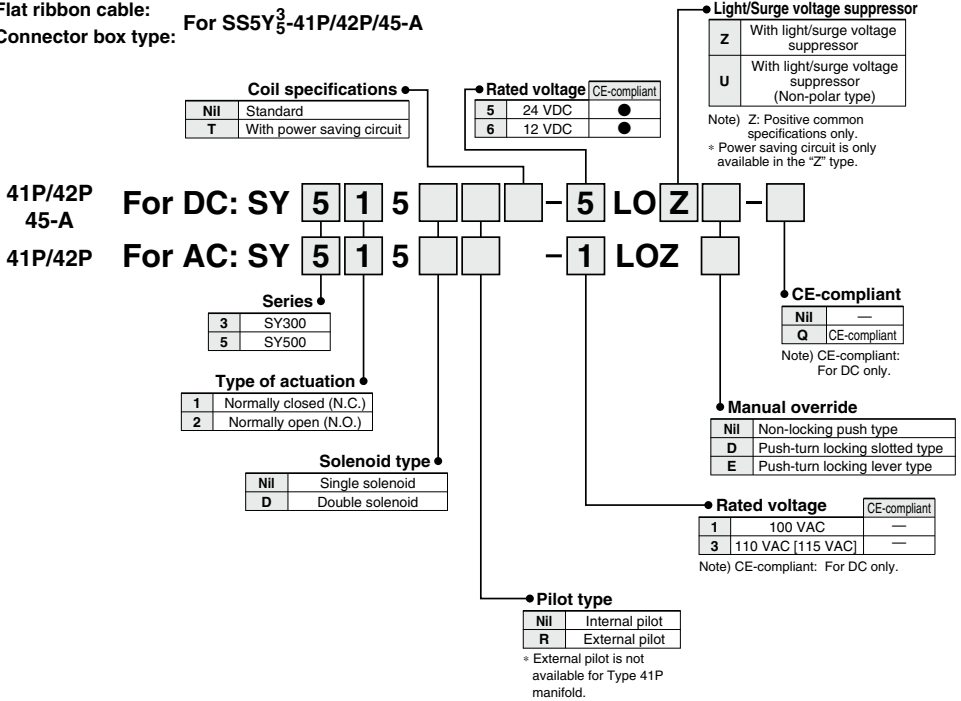 Flat ribbon cable:
Connector box type: For SS5Y3/5-41P/42P/45-A
Light/Surge voltage suppressor
Z With light/surge voltage suppressor
U With light/surge voltage suppressor (Non-polar type)
Note) Z: Positive common specifications only.
* Power saving circuit is only available in the “Z” type.
Coil specifications
Nil Standard
T With power saving circuit
Rated voltage CE-compliant
5 24 VDC ●
6 12 VDC ●
41P/42P
45-A
For DC: SY 5 1 5 - 5 LO Z -
41P/42P For AC: SY 5 1 5 - 1 LOZ
Series
3 SY300
5 SY500
Type of actuation
1 Normally closed (N.C.)
2 Normally open (N.O.)
Solenoid type
Nil Single solenoid
D Double solenoid
Pilot type
Nil Internal pilot
R External pilot
* External pilot is not
available for Type 41P
manifold.
CE-compliant
Nil —
Q CE-compliant
Note) CE-compliant:
For DC only.
Manual override
Nil Non-locking push type
D Push-turn locking slotted type
E Push-turn locking lever type
Rated voltage CE-compliant
1 100 VAC —
3 110 VAC [115 VAC] —
Note) CE-compliant: For DC only.